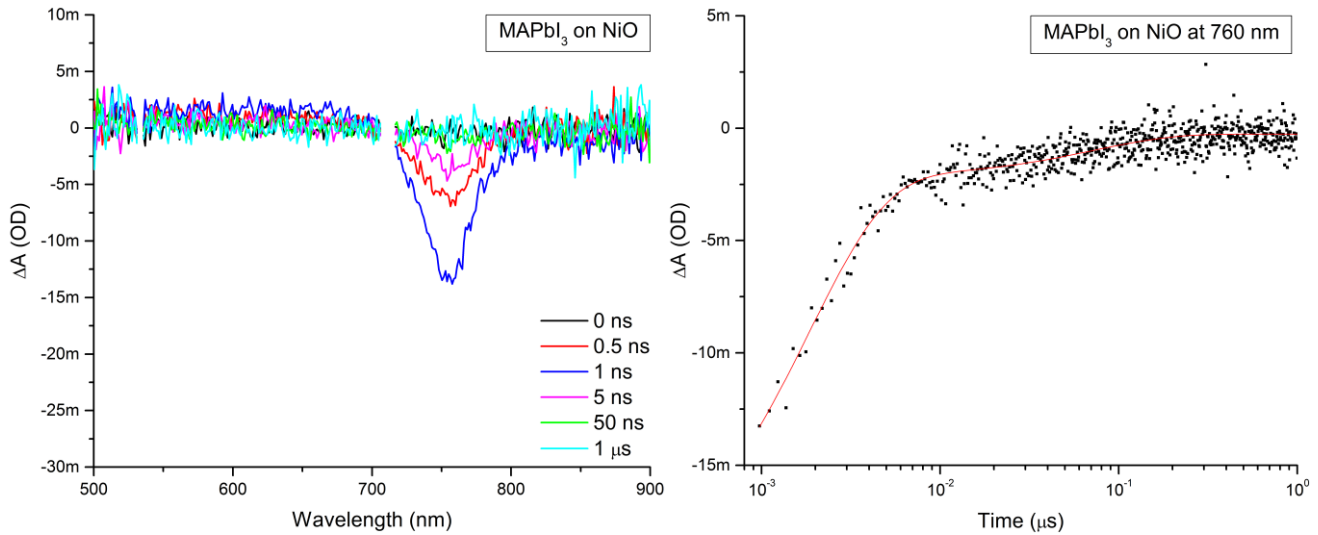 MAPbI₃ on NiO
10m
5m
0
-5m
-10m
-15m
-20m
-25m
-30m
ΔA (OD)
0 ns
0.5 ns
1 ns
5 ns
50 ns
1 μs
500
600
700
800
900
Wavelength (nm)
MAPbI₃ on NiO at 760 nm
5m
0
-5m
-10m
-15m
ΔA (OD)
10⁻³
10⁻²
10⁻¹
10⁰
Time (μs)